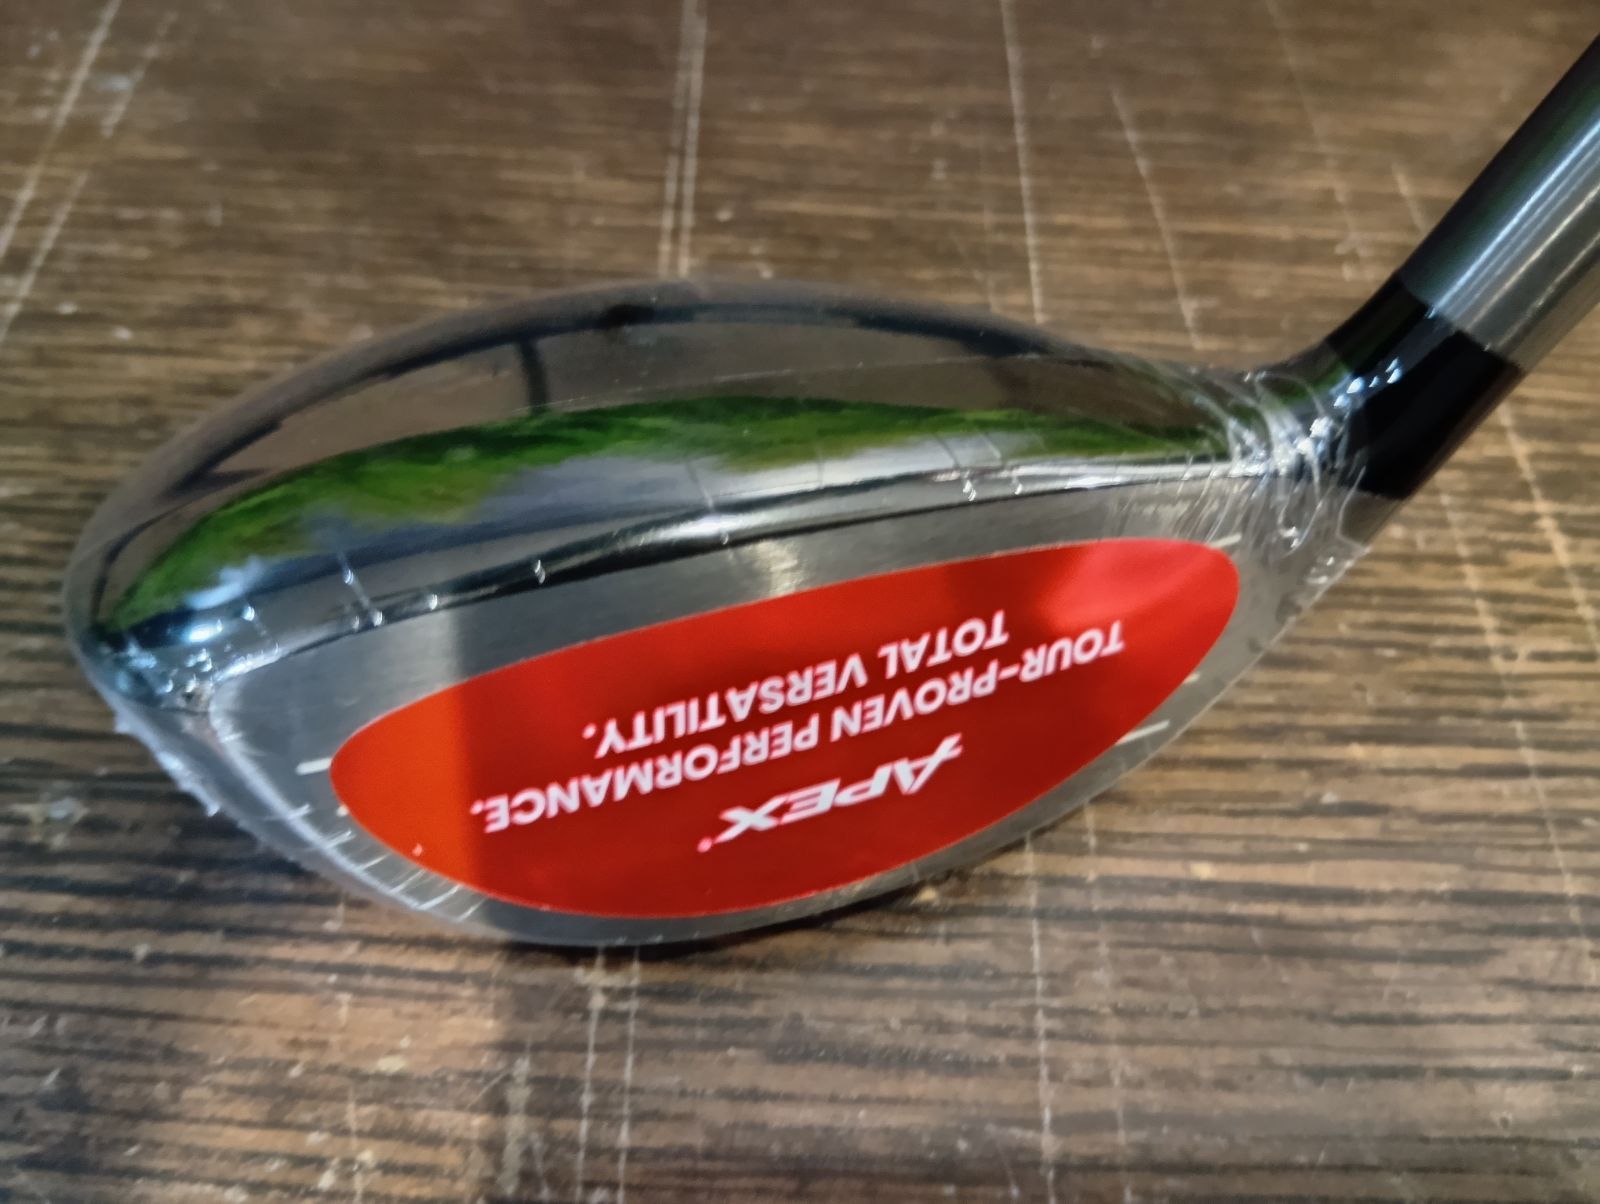 APEX®
TOUR-PROVEN PERFORMANCE.
TOTAL VERSATILITY.